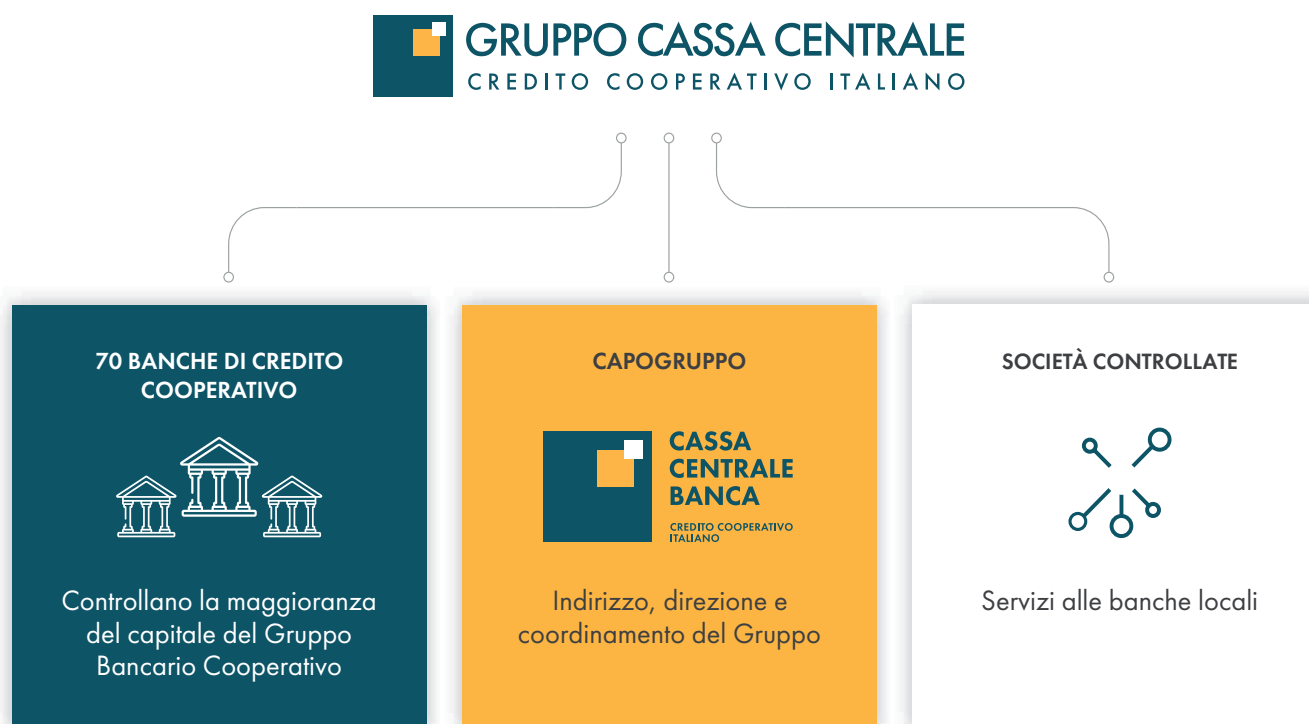 GRUPPO CASSA CENTRALE
CREDITO COOPERATIVO ITALIANO
70 BANCHE DI CREDITO
COOPERATIVO
Controllano la maggioranza
del capitale del Gruppo
Bancario Cooperativo
CAPOGRUPPO
CASSA
CENTRALE
BANCA
CREDITO COOPERATIVO
ITALIANO
Indirizzo, direzione e
coordinamento del Gruppo
SOCIETÀ CONTROLLATE
Servizi alle banche locali